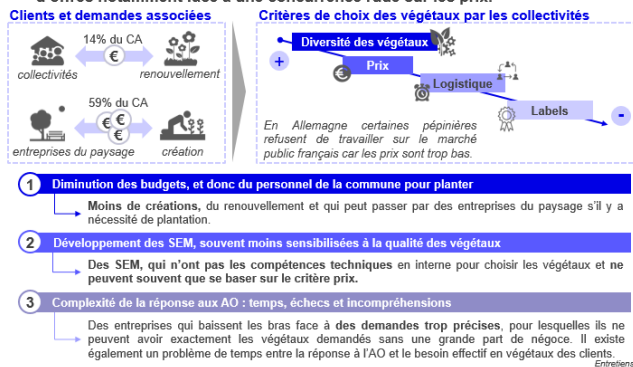 d'offres notamment face à une concurrence rude sur les prix.
Clients et demandes associées
Critères de choix des végétaux par les collectivités
14% du CA
€
collectivités
renouvellement
59% du CA
€ €
€
entreprises du paysage
création
+
Diversité des végétaux
€
Prix
Logistique
Labels
-
En Allemagne certaines pépinières
refusent de travailler sur le marché
public français car les prix sont trop bas.
1 Diminution des budgets, et donc du personnel de la commune pour planter
Moins de créations, du renouvellement et qui peut passer par des entreprises du paysage s'il y a
nécessité de plantation.
2 Développement des SEM, souvent moins sensibilisées à la qualité des végétaux
Des SEM, qui n'ont pas les compétences techniques en interne pour choisir les végétaux et ne
peuvent souvent que se baser sur le critère prix.
3 Complexité de la réponse aux AO : temps, échecs et incompréhensions
Des entreprises qui baissent les bras face à des demandes trop précises, pour lesquelles ils ne
peuvent avoir exactement les végétaux demandés sans une grande part de négoce. Il existe
également un problème de temps entre la réponse à l'AO et le besoin effectif en végétaux des clients.
Entretiens